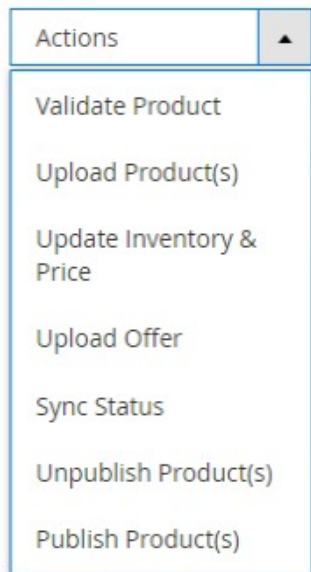 Actions
Validate Product
Upload Product(s)
Update Inventory &
Price
Upload Offer
Sync Status
Unpublish Product(s)
Publish Product(s)